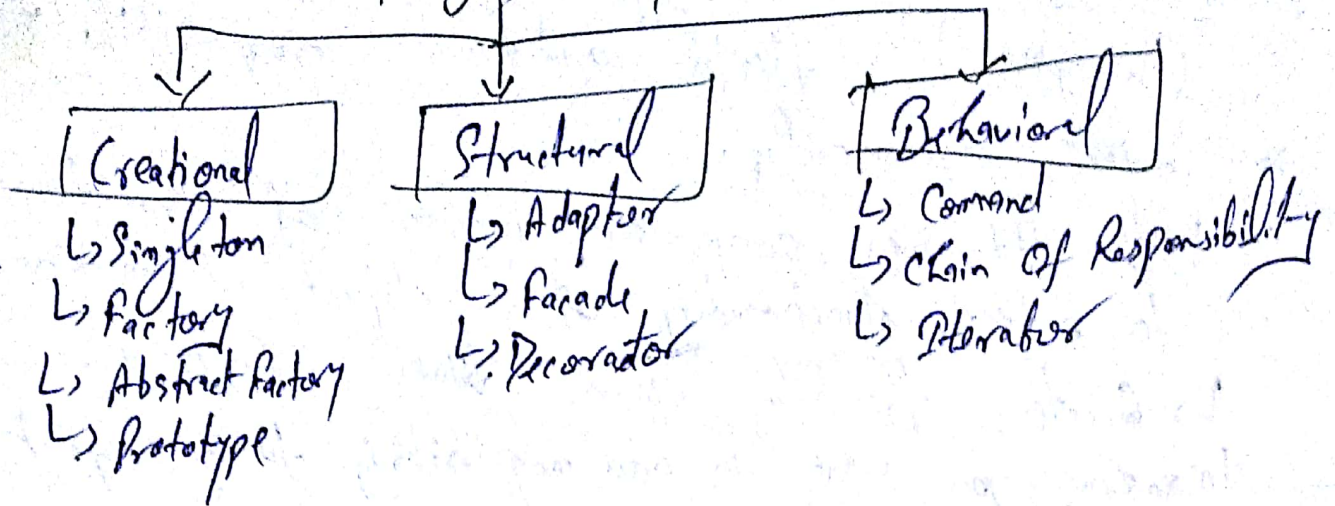 Creational
↳ Singleton
↳ Factory
↳ Abstract Factory
↳ Prototype
Structural
↳ Adapter
↳ Facade
↳ Decorator
Behavioral
↳ Command
↳ Chain Of Responsibility
↳ Iterator